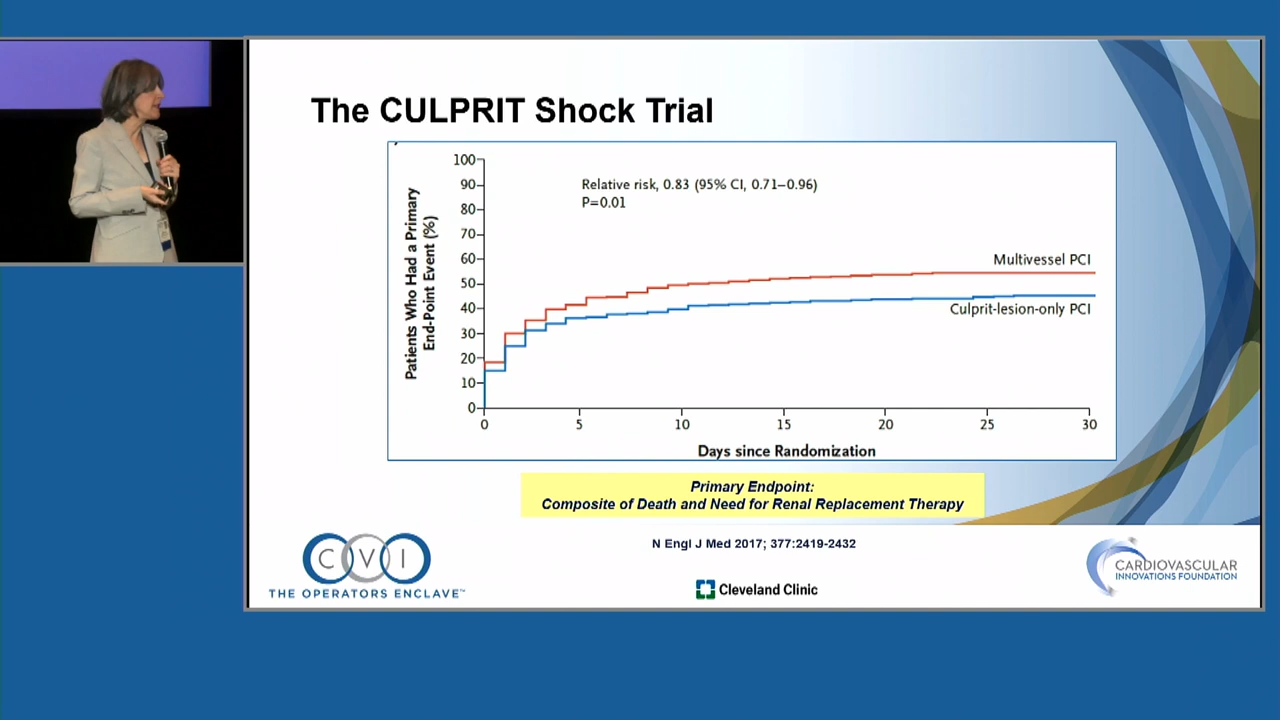 The CULPRIT Shock Trial
Patients Who Had a Primary
End-Point Event (%)
100
90
80
70
60
50
40
30
20
10
0
Relative risk, 0.83 (95% CI, 0.71–0.96)
P=0.01
Multivessel PCI
Culprit-lesion-only PCI
0 5 10 15 20 25 30
Days since Randomization
Primary Endpoint:
Composite of Death and Need for Renal Replacement Therapy
N Engl J Med 2017; 377:2419-2432
CVI
THE OPERATORS ENCLAVE™
Cleveland Clinic
CARDIOVASCULAR
INNOVATIONS FOUNDATION